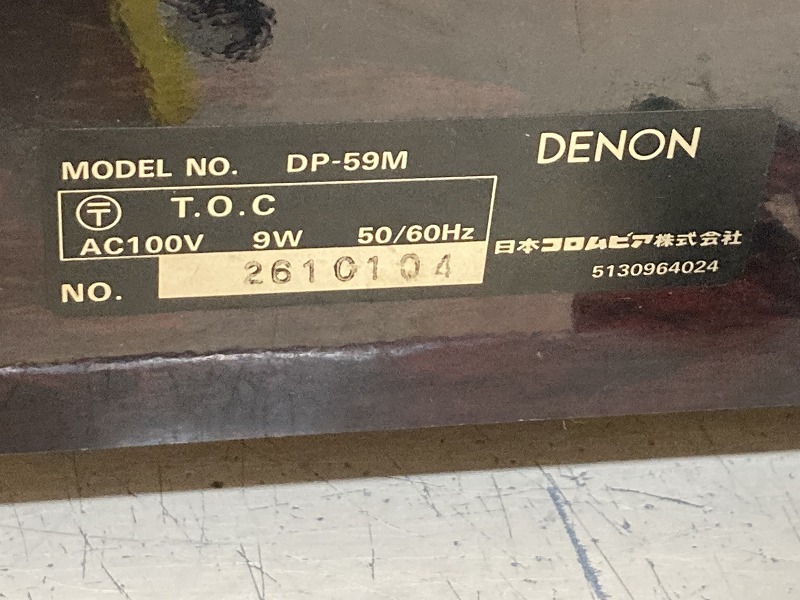 MODEL NO. DP-59M
DENON
〒 T.O.C
AC100V 9W 50/60Hz
日本コロムビア株式会社
NO. 2610104
5130964024